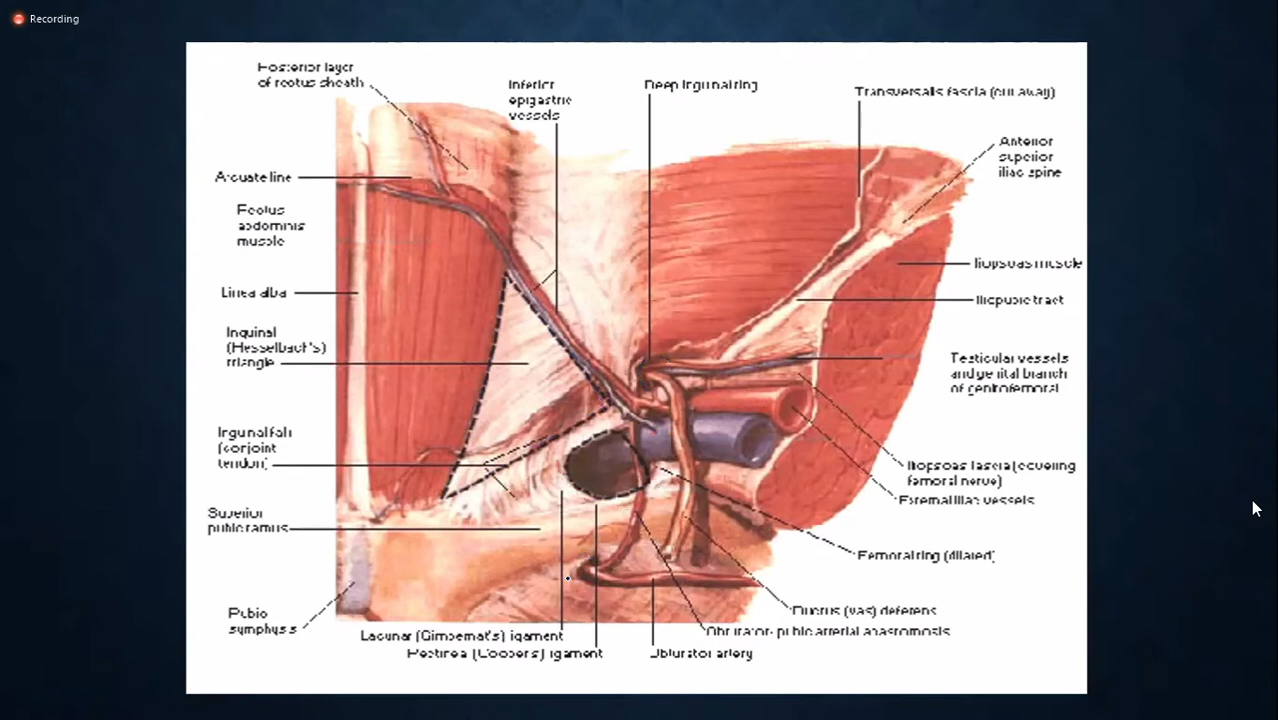 Recording
Posterior layer
of rectus sheath
Inferior
epigastric
vessels
Deep inguinal ring
Transversalis fascia (cut away)
Anterior
superior
iliac spine
Arcuate line
Rectus
abdominis
muscle
Iliopsoas muscle
Linea alba
Iliopubic tract
Inguinal
(Hesselbach's)
triangle
Testicular vessels
and genital branch
of genitofemoral
Inguinal falx
(conjoint
tendon)
Iliopsoas fascia (covering
femoral nerve)
External iliac vessels
Superior
pubic ramus
Femoral ring (dilated)
Pubic
symphysis
Ductus (vas) deferens
Lacunar (Gimbernat's) ligament
Obturator-pubic arterial anastomosis
Pectineal (Cooper's) ligament
Obturator artery